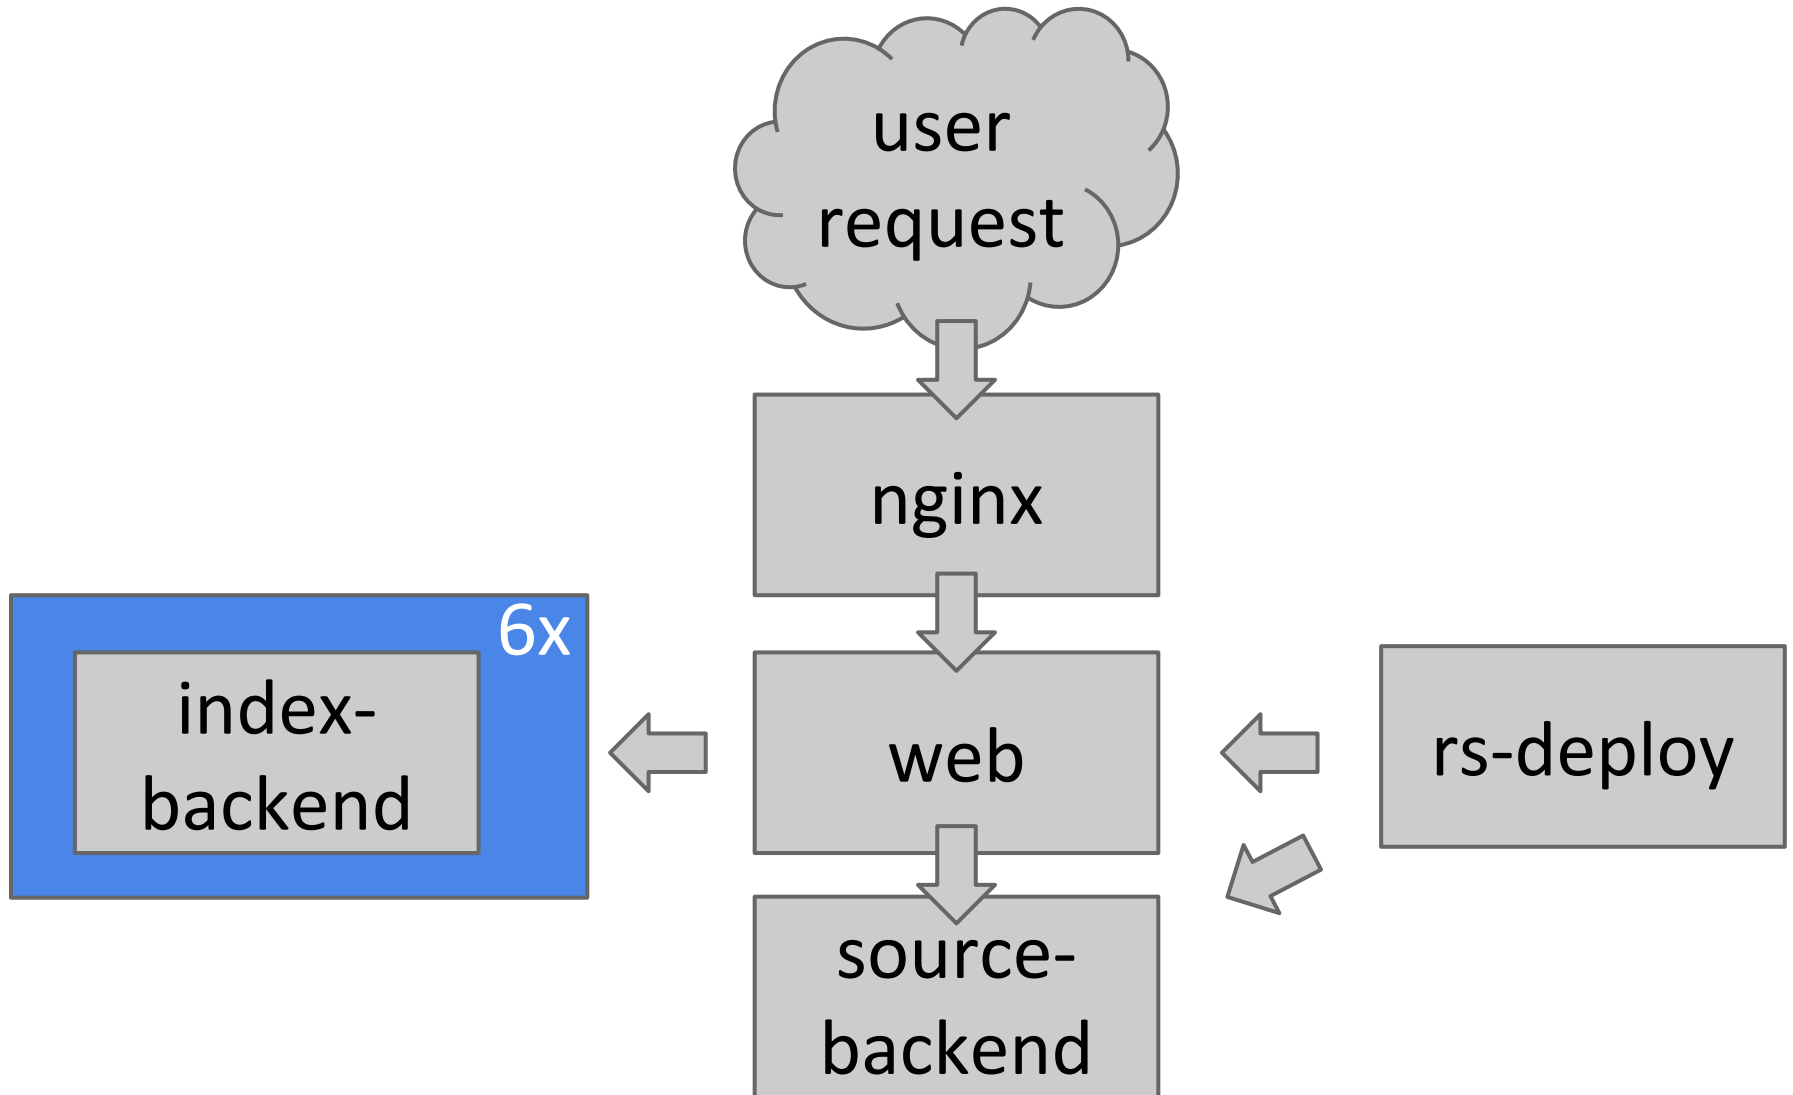 user
request
nginx
6x
index-
backend
web
rs-deploy
source-
backend